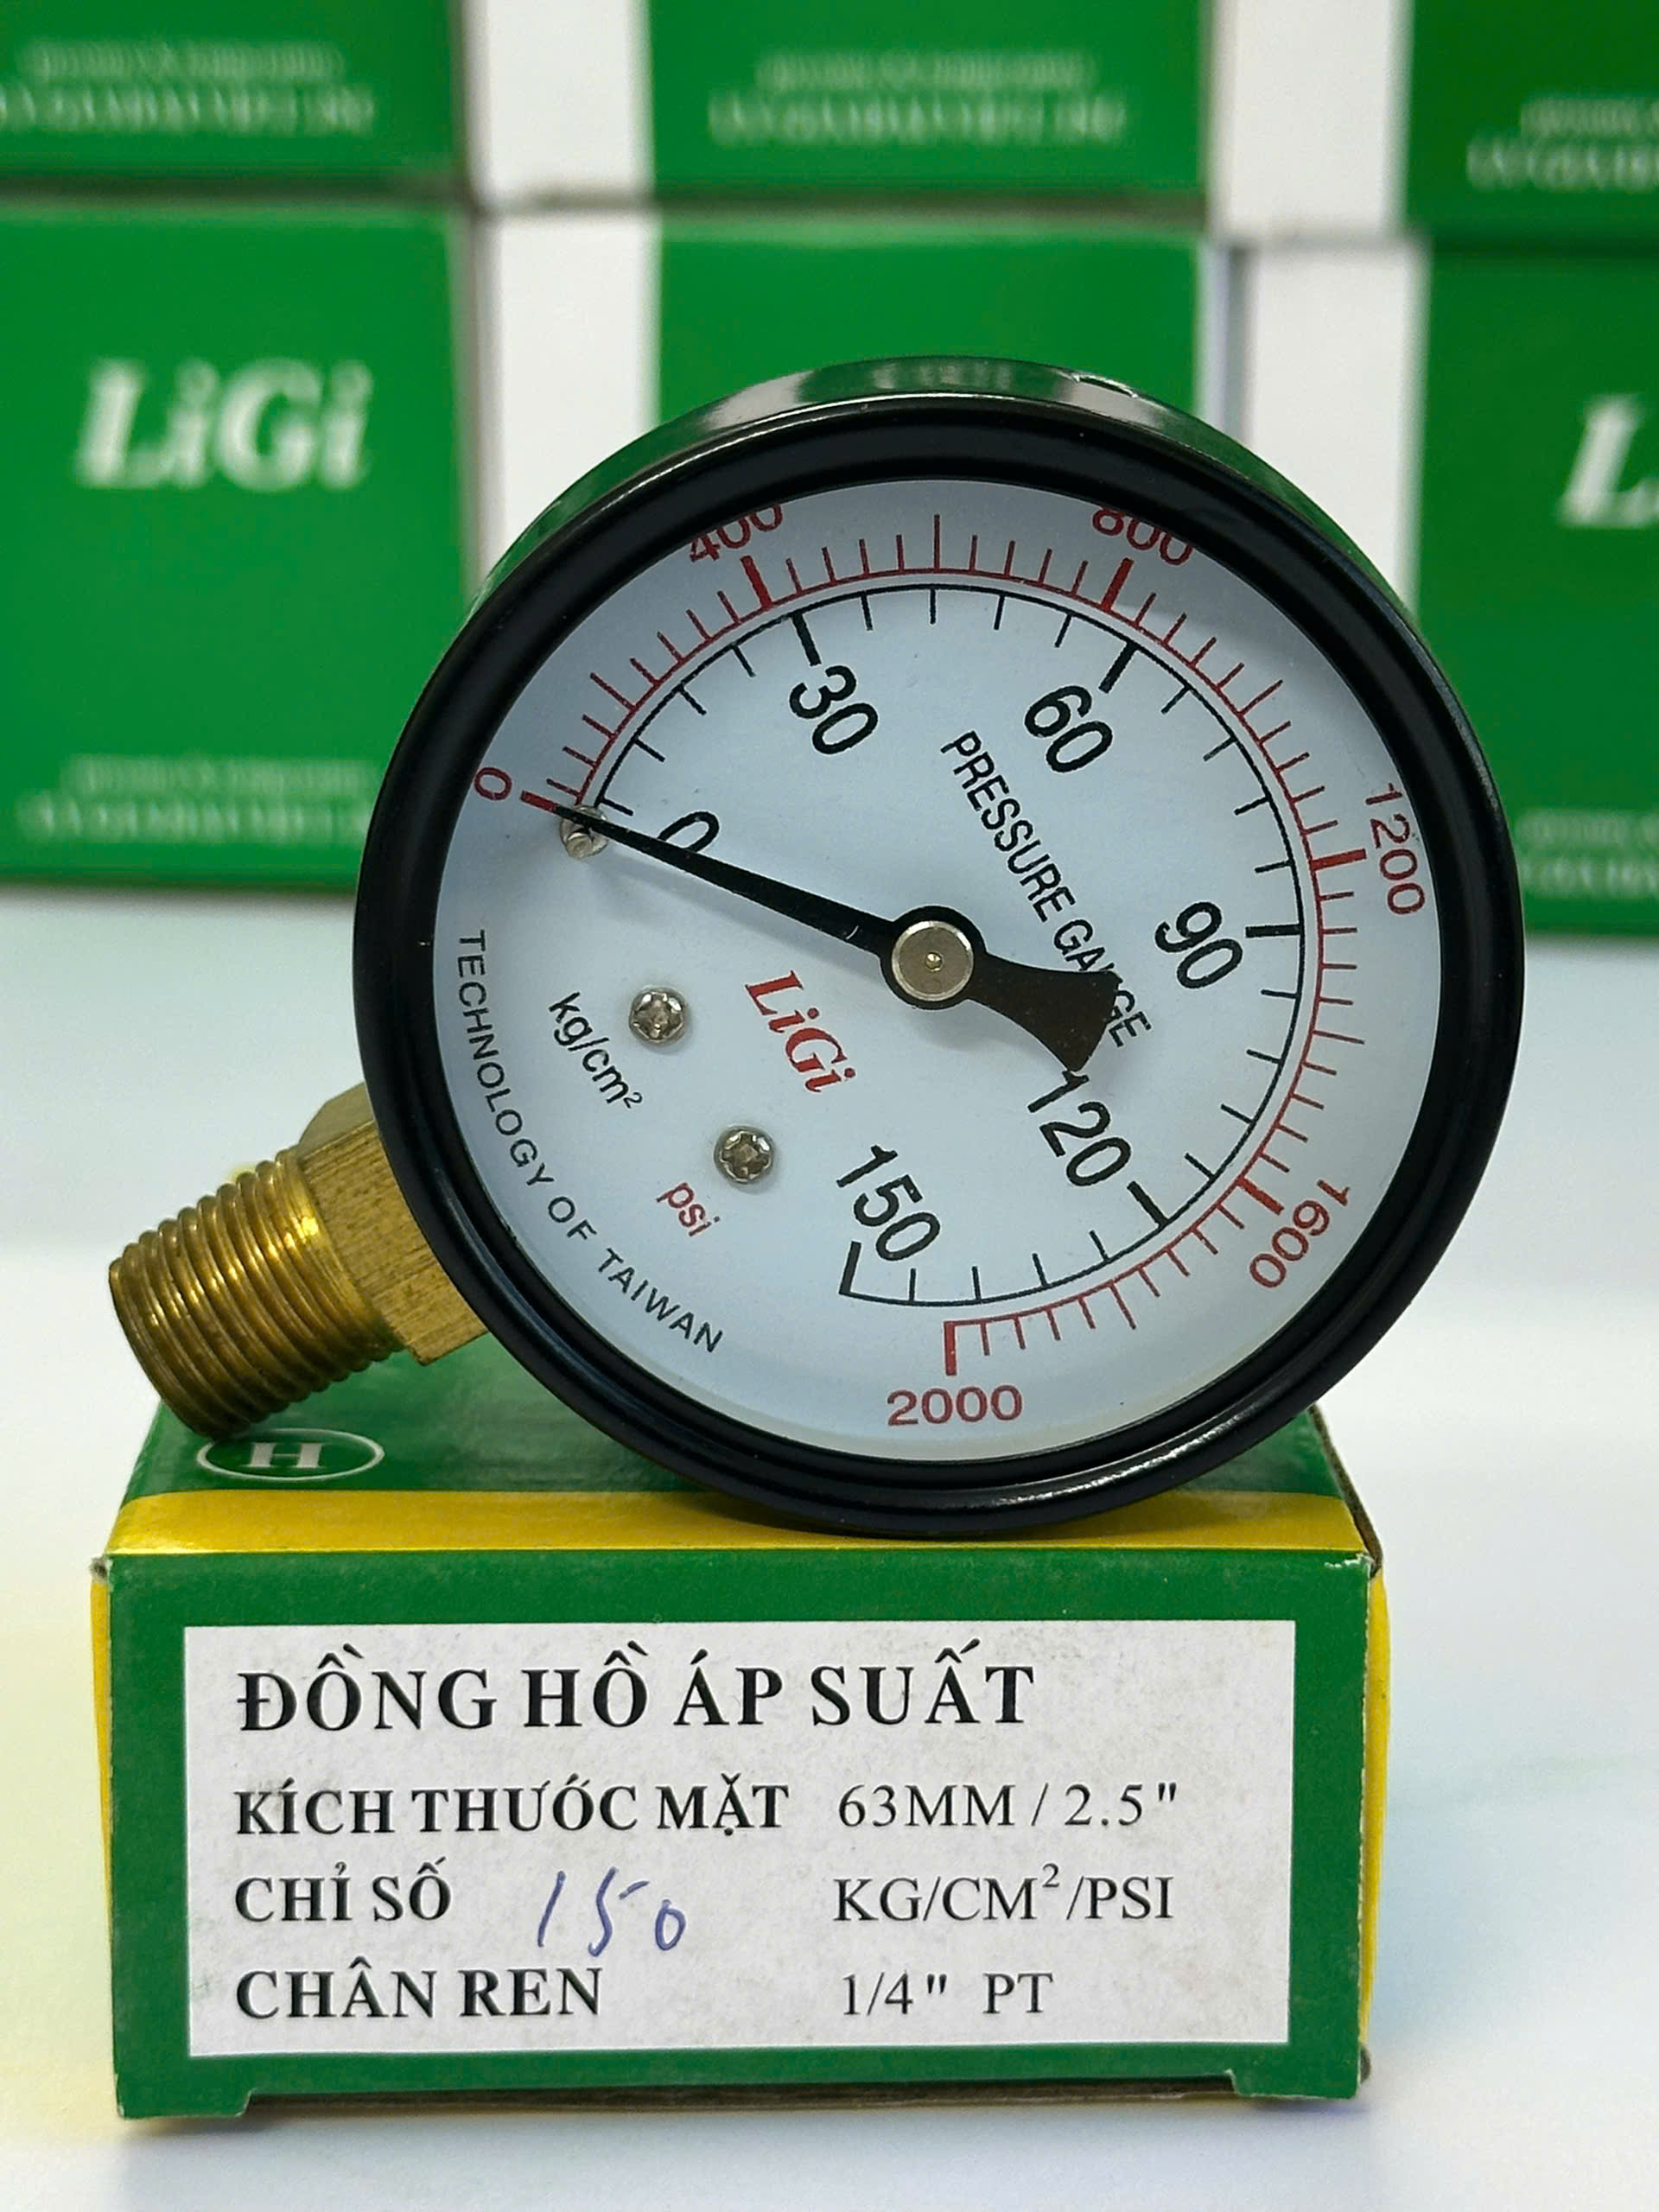 LiGi
400
800
0
30
60
1200
0
PRESSURE GAUGE
90
LiGi
kg/cm²
psi
120
150
1600
2000
TECHNOLOGY OF TAIWAN
H
ĐỒNG HỒ ÁP SUẤT
KÍCH THƯỚC MẶT 63MM / 2.5"
CHỈ SỐ 150 KG/CM²/PSI
CHÂN REN 1/4" PT